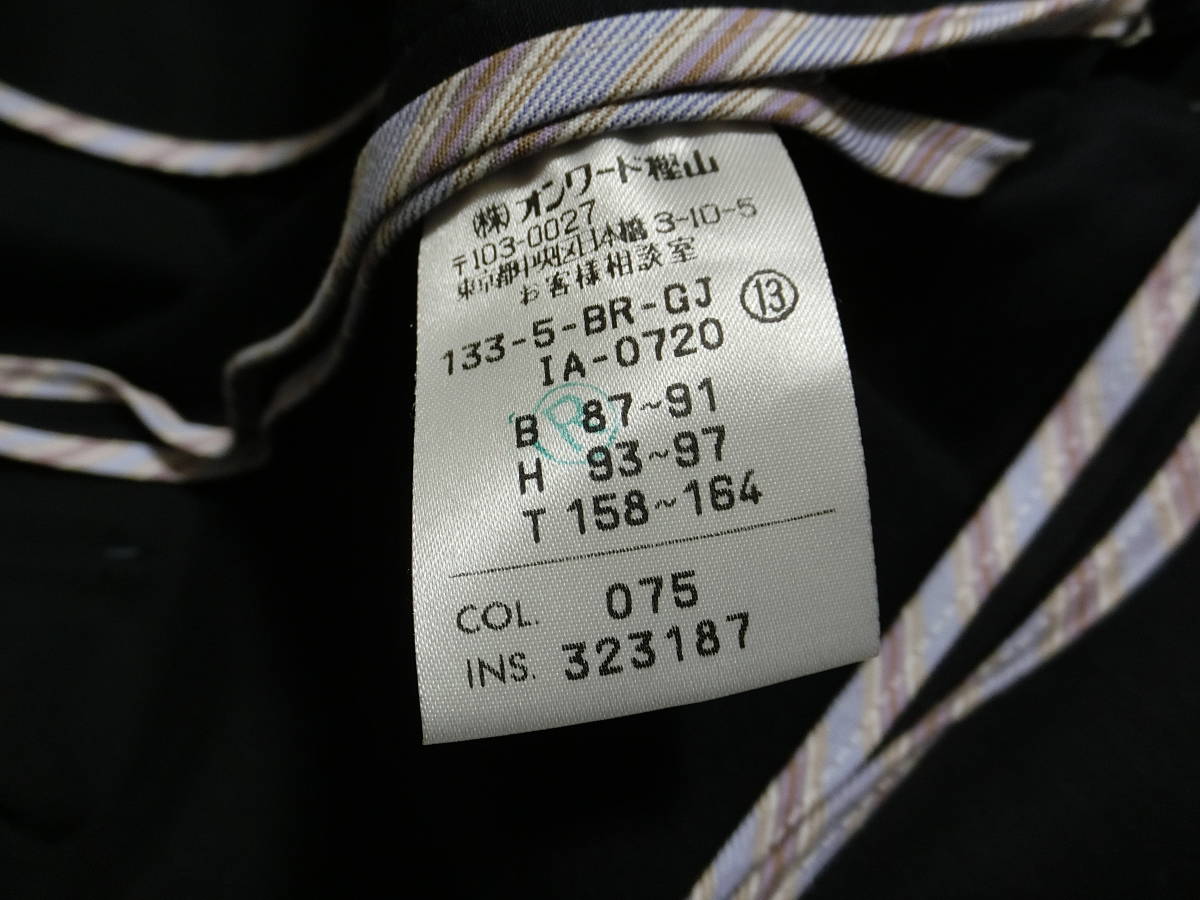 (株)オンワード樫山
〒103-0027
東京都中央区日本橋3-10-5
お客様相談室
133-5-BR-GJ ⑬
IA-0720
B 87~91
H 93~97
T 158~164
COL. 075
INS. 323187
R